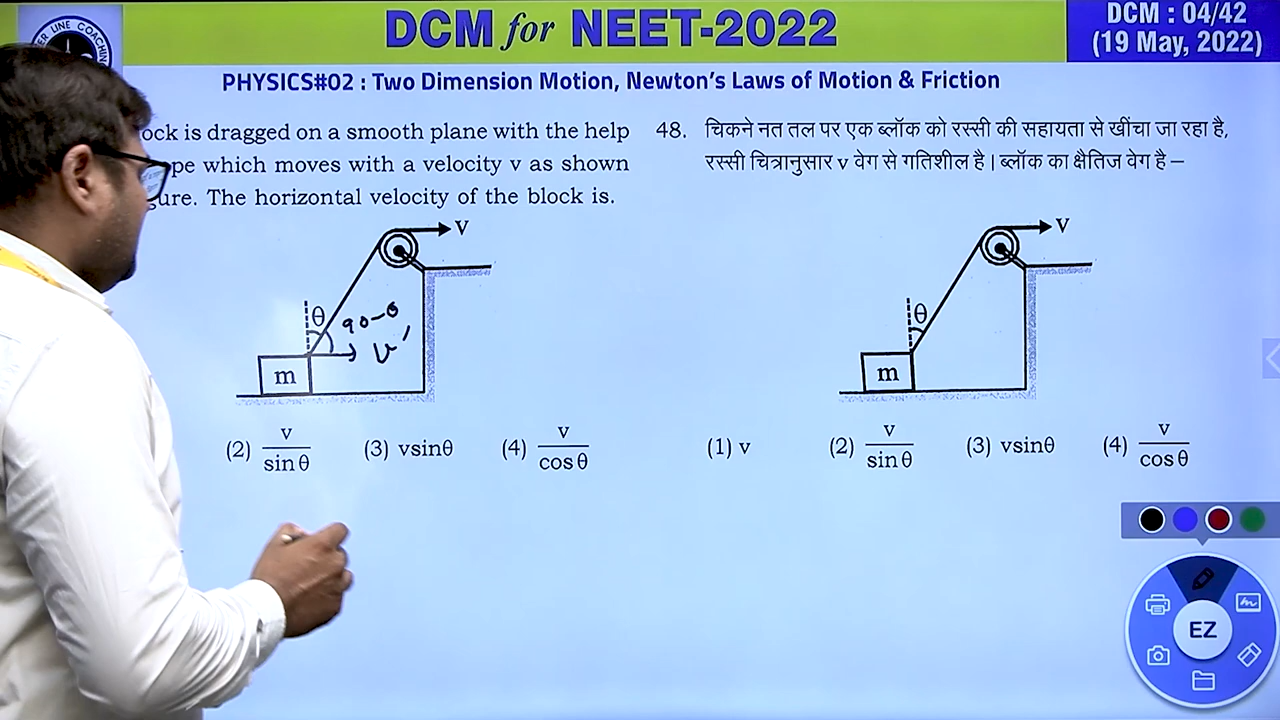 DCM for NEET-2022
DCM : 04/42
(19 May, 2022)
PHYSICS#02 : Two Dimension Motion, Newton's Laws of Motion & Friction
is dragged on a smooth plane with the help
which moves with a velocity v as shown
The horizontal velocity of the block is.
v
θ
90-θ
v'
m
(2) v/sinθ (3) vsinθ (4) v/cosθ
48. चिकने नत तल पर एक ब्लॉक को रस्सी की सहायता से खींचा जा रहा है,
रस्सी चित्रानुसार v वेग से गतिशील है। ब्लॉक का क्षैतिज वेग है –
v
θ
m
(1) v (2) v/sinθ (3) vsinθ (4) v/cosθ
EZ